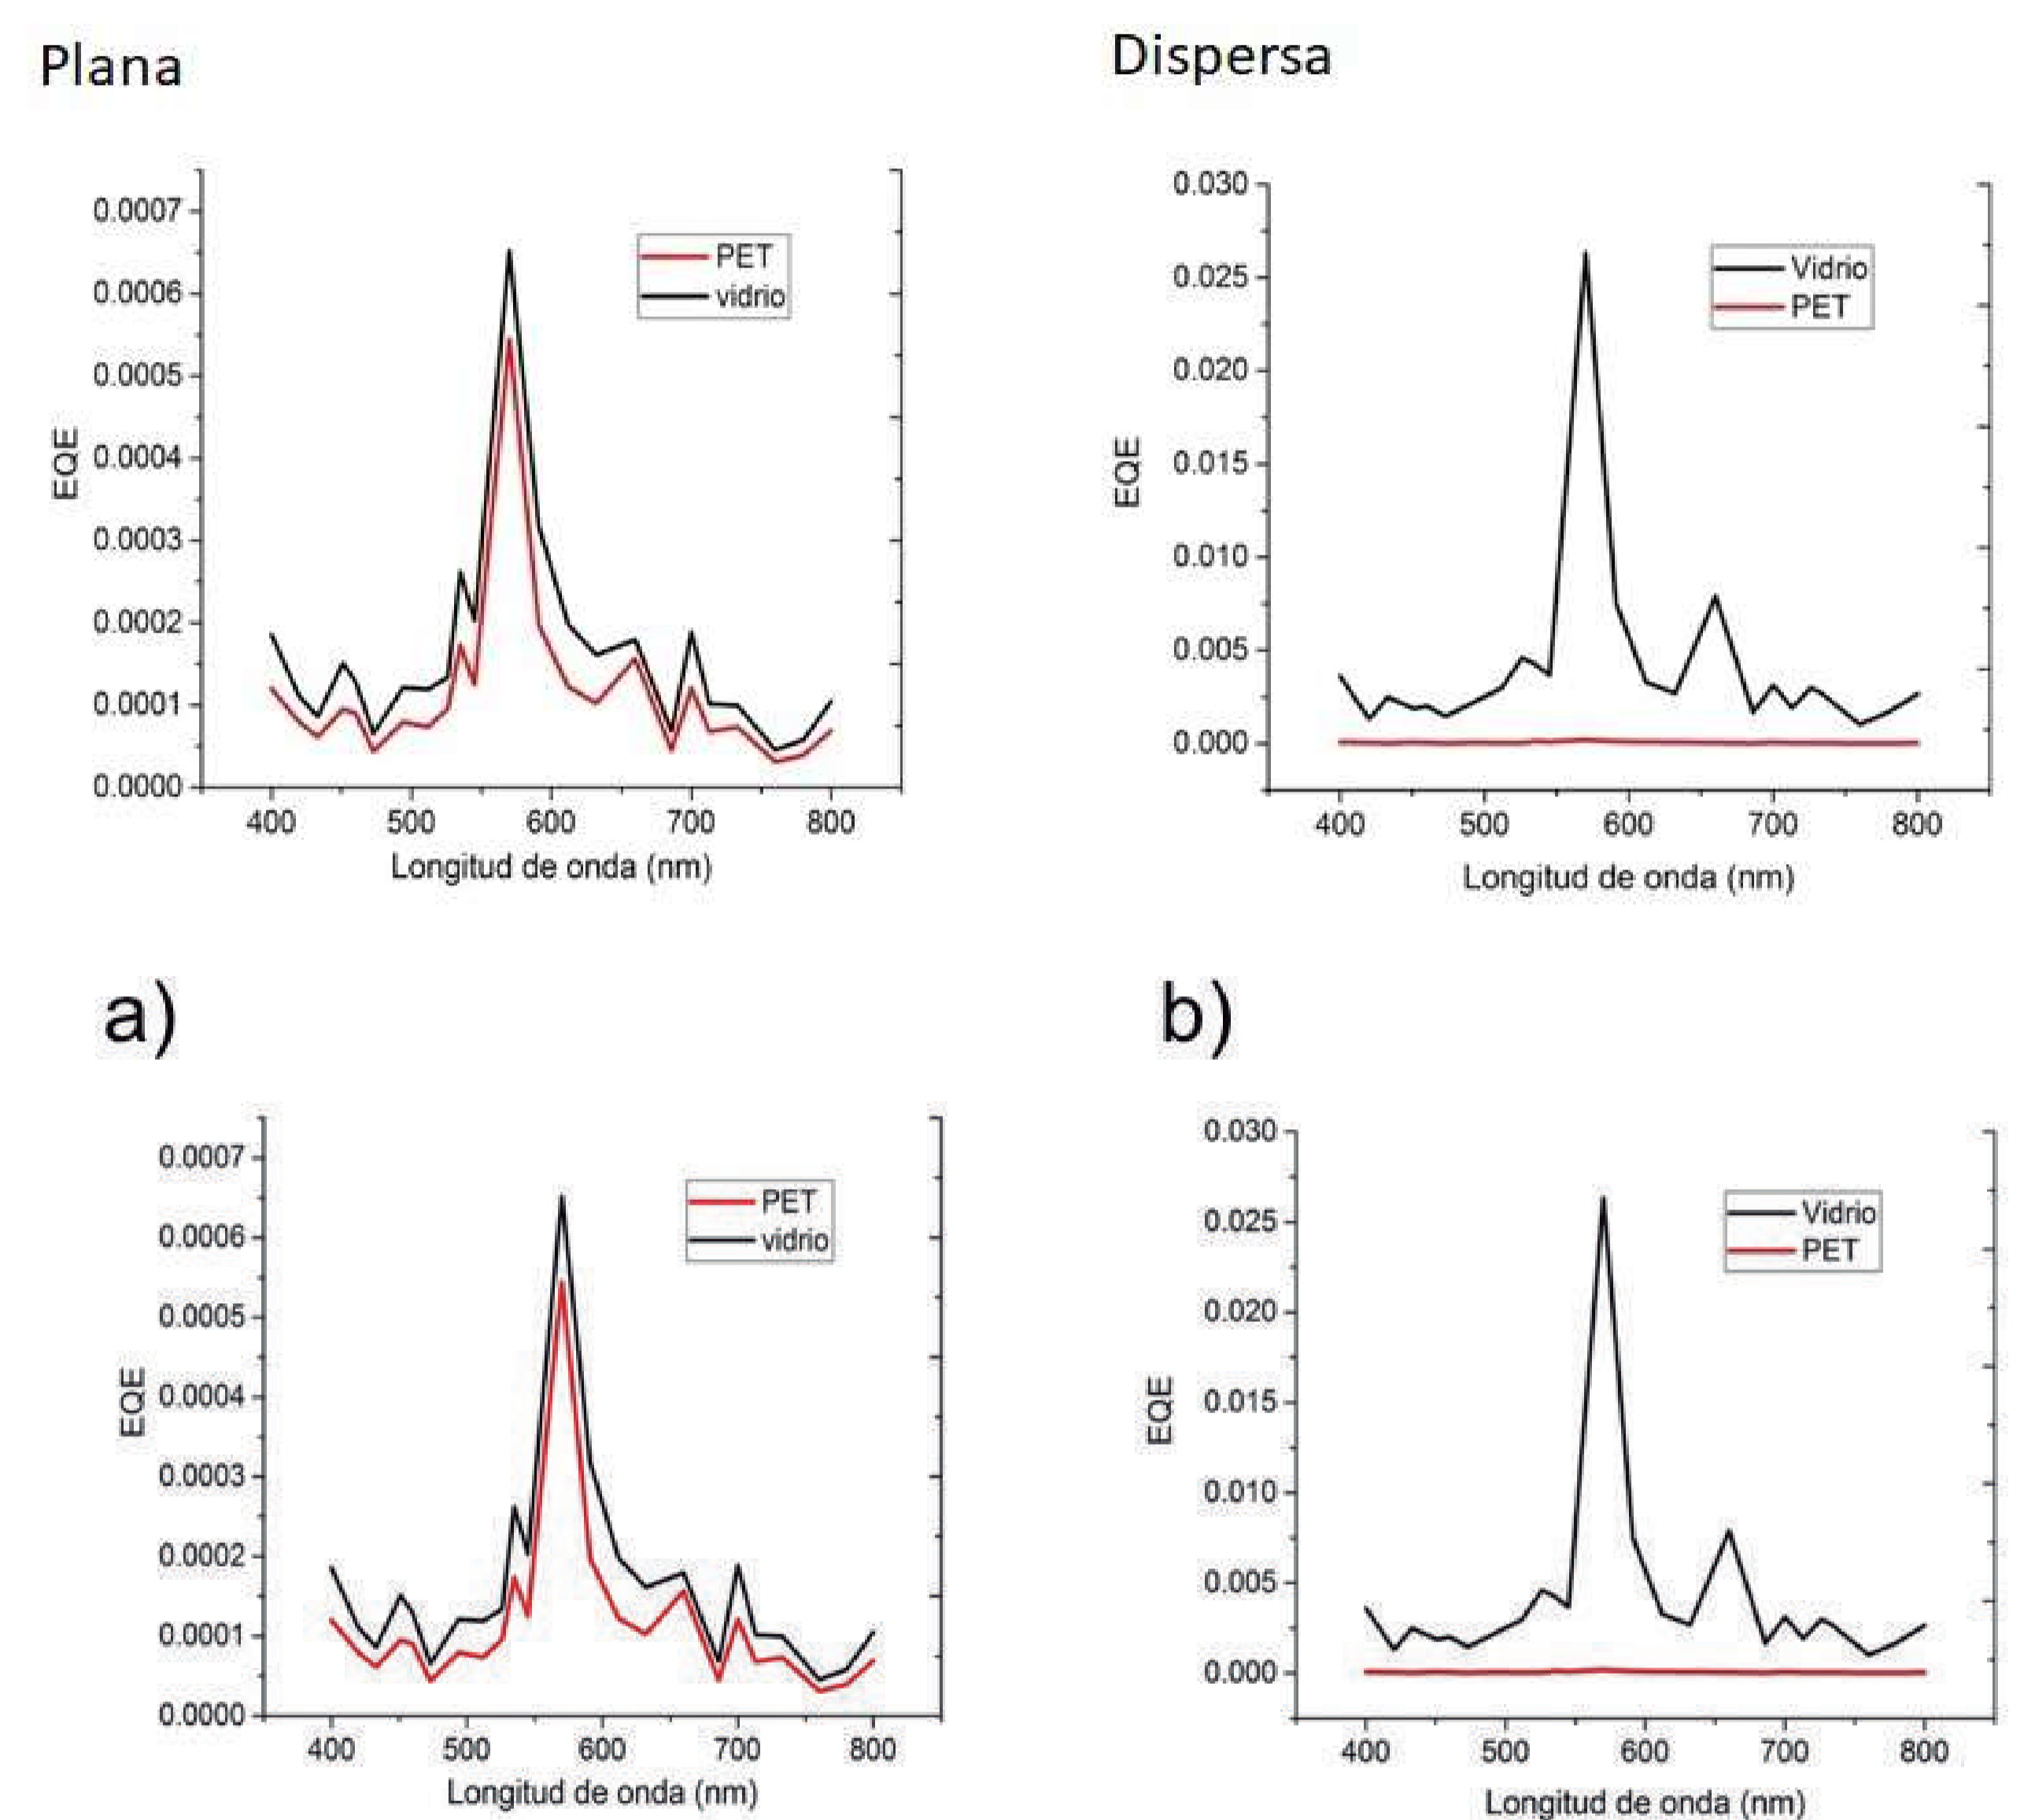 Plana
0.0007
0.0006
0.0005
0.0004
0.0003
0.0002
0.0001
0.0000
EQE
PET
vidrio
400 500 600 700 800
Longitud de onda (nm)
Dispersa
0.030
0.025
0.020
0.015
0.010
0.005
0.000
EQE
Vidrio
PET
400 500 600 700 800
Longitud de onda (nm)
a)
0.0007
0.0006
0.0005
0.0004
0.0003
0.0002
0.0001
0.0000
EQE
PET
vidrio
400 500 600 700 800
Longitud de onda (nm)
b)
0.030
0.025
0.020
0.015
0.010
0.005
0.000
EQE
Vidrio
PET
400 500 600 700 800
Longitud de onda (nm)